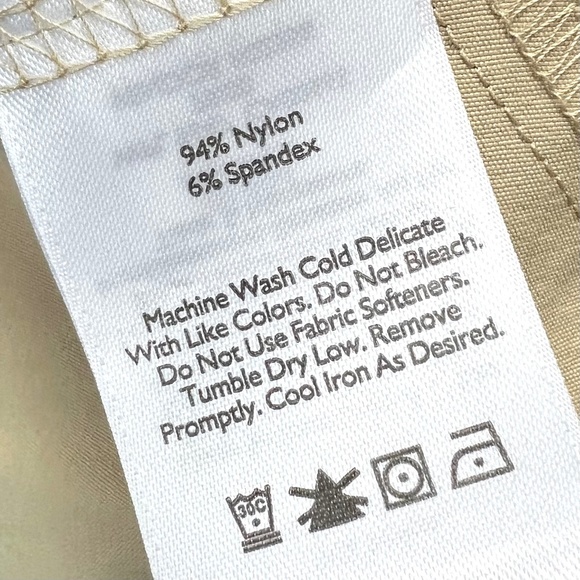 94% Nylon
6% Spandex
Machine Wash Cold Delicate
With Like Colors. Do Not Bleach.
Do Not Use Fabric Softeners.
Tumble Dry Low. Remove
Promptly. Cool Iron As Desired.
30C